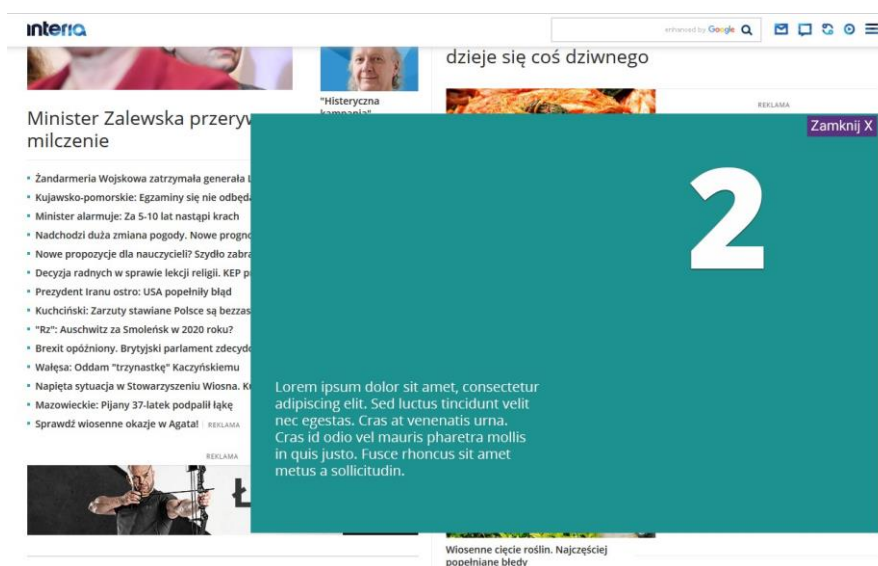 interia
enhanced by Google
dzieje się coś dziwnego
"Histeryczna
kampania"
Minister Zalewska przeryw
milczenie
REKLAMA
Zamknij X
2
Żandarmeria Wojskowa zatrzymała generała
Kujawsko-pomorskie: Egzaminy się nie odbęd
Minister alarmuje: Za 5-10 lat nastąpi krach
Nadchodzi duża zmiana pogody. Nowe progno
Nowe propozycje dla nauczycieli? Szydło zabra
Decyzja radnych w sprawie lekcji religii. KEP p
Prezydent Iranu ostro: USA popełniły błąd
Kuchciński: Zarzuty stawiane Polsce są bezzas
"Rz": Auschwitz za Smoleńsk w 2020 roku?
Brexit opóźniony. Brytyjski parlament zdecyd
Wałęsa: Oddam "trzynastkę" Kaczyńskiemu
Napięta sytuacja w Stowarzyszeniu Wiosna. K
Mazowieckie: Pijany 37-latek podpalił łąkę
Sprawdź wiosenne okazje w Agata! REKLAMA
Lorem ipsum dolor sit amet, consectetur
adipiscing elit. Sed luctus tincidunt velit
nec egestas. Cras at venenatis urna.
Cras id odio vel mauris pharetra mollis
in quis justo. Fusce rhoncus sit amet
metus a sollicitudin.
REKLAMA
Ł
Wiosenne cięcie roślin. Najczęściej
popełniane błędy